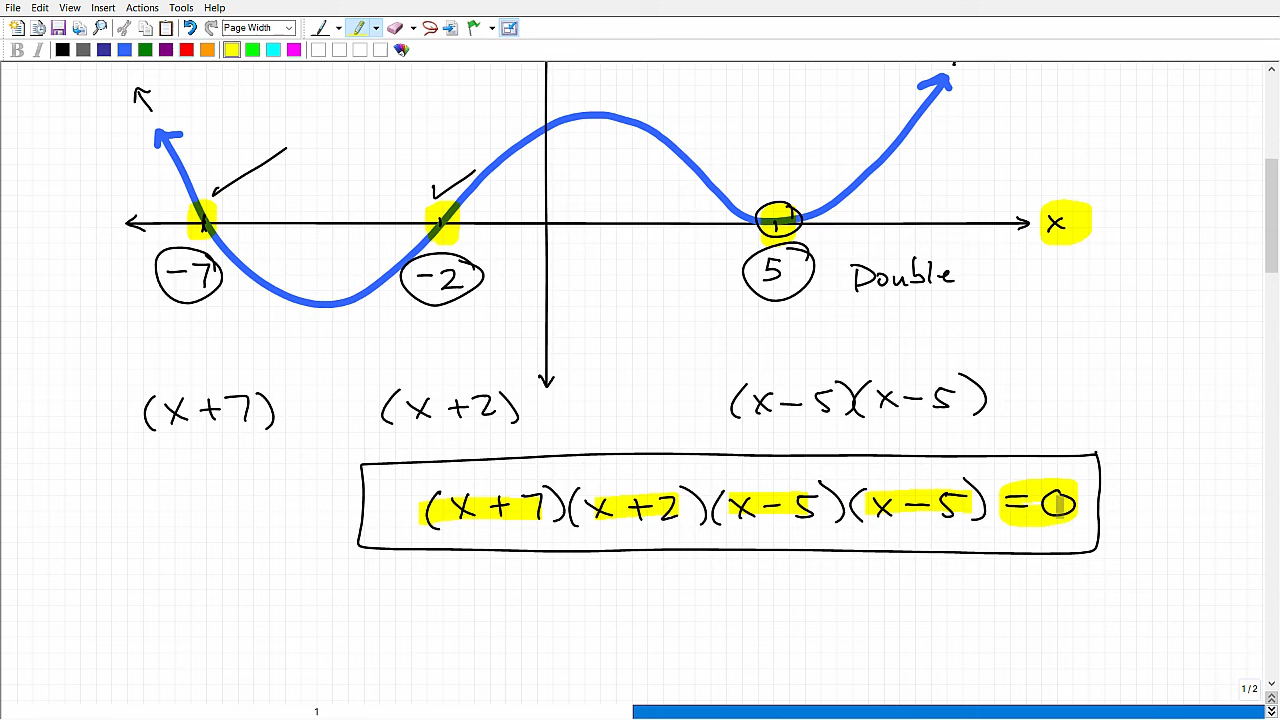 File Edit View Insert Actions Tools Help
Page Width
B I
x
-7 -2 5 Double
(x+7) (x+2) (x-5)(x-5)
(x+7)(x+2)(x-5)(x-5) = 0
1/2
1